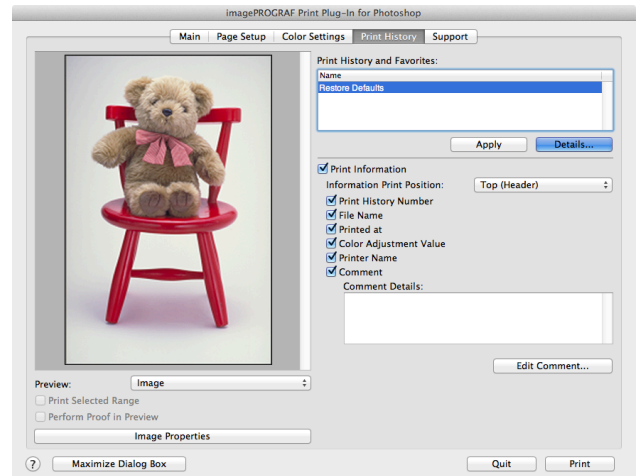 imagePROGRAF Print Plug-In for Photoshop
Main Page Setup Color Settings Print History Support
Print History and Favorites:
Name
Restore Defaults
Apply Details...
Print Information
Information Print Position: Top (Header)
Print History Number
File Name
Printed at
Color Adjustment Value
Printer Name
Comment
Comment Details:
Edit Comment...
Preview: Image
Print Selected Range
Perform Proof in Preview
Image Properties
? Maximize Dialog Box Quit Print